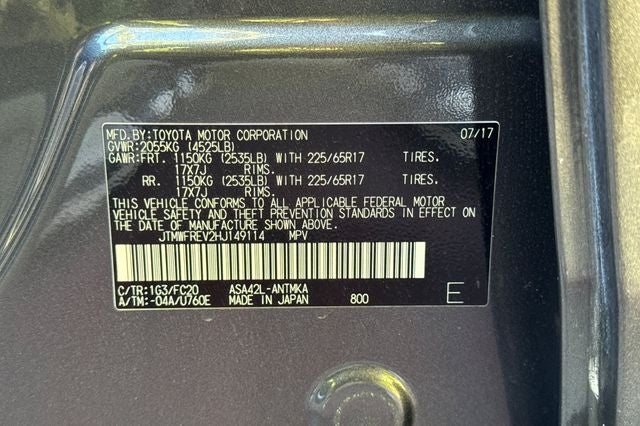 MFD.BY:TOYOTA MOTOR CORPORATION 07/17
GVWR:2055KG (4525LB)
GAWR:FRT. 1150KG (2535LB) WITH 225/65R17 TIRES.
17X7J RIMS.
RR. 1150KG (2535LB) WITH 225/65R17 TIRES.
17X7J RIMS.
THIS VEHICLE CONFORMS TO ALL APPLICABLE FEDERAL MOTOR
VEHICLE SAFETY AND THEFT PREVENTION STANDARDS IN EFFECT ON
THE DATE OF MANUFACTURE SHOWN ABOVE.
JTMWFREV2HJ149114 MPV
C/TR:1G3/FC20 ASA42L-ANTMKA
A/TM:-04A/U760E MADE IN JAPAN 800 E